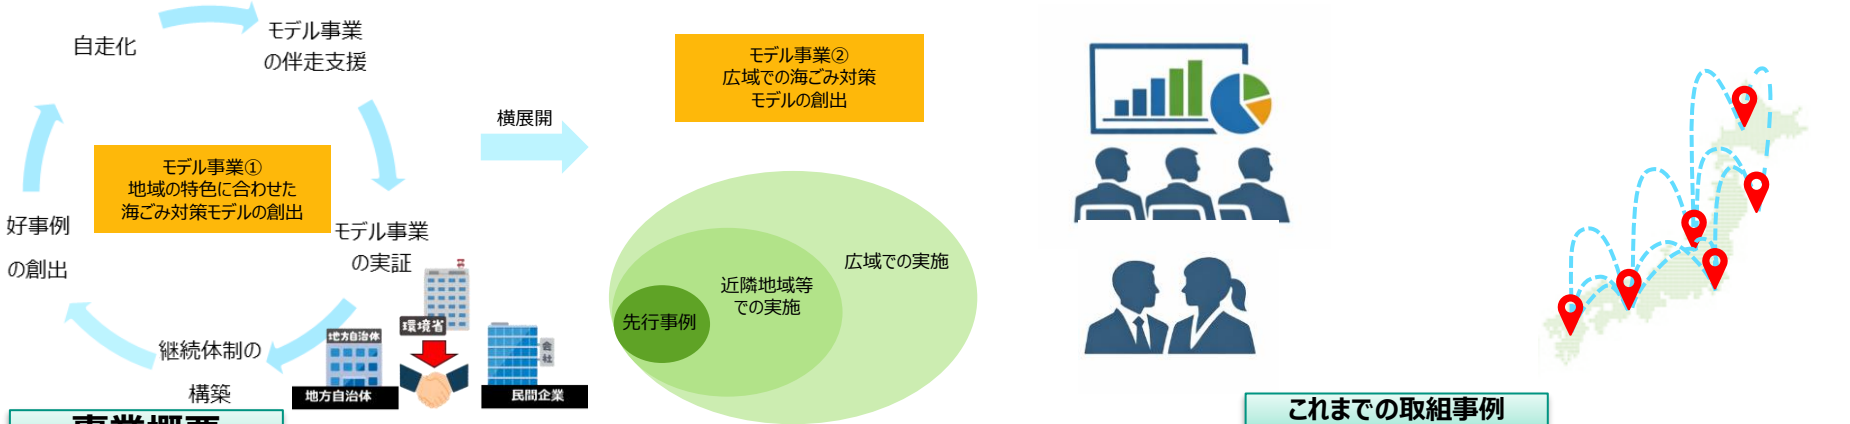 自走化
モデル事業
の伴走支援
モデル事業①
地域の特色に合わせた
海ごみ対策モデルの創出
好事例
の創出
モデル事業
の実証
継続体制の
構築
環境省
地方自治体
地方自治体
会社
民間企業
横展開
モデル事業②
広域での海ごみ対策
モデルの創出
広域での実施
近隣地域等
での実施
先行事例
事業概要
これまでの取組事例